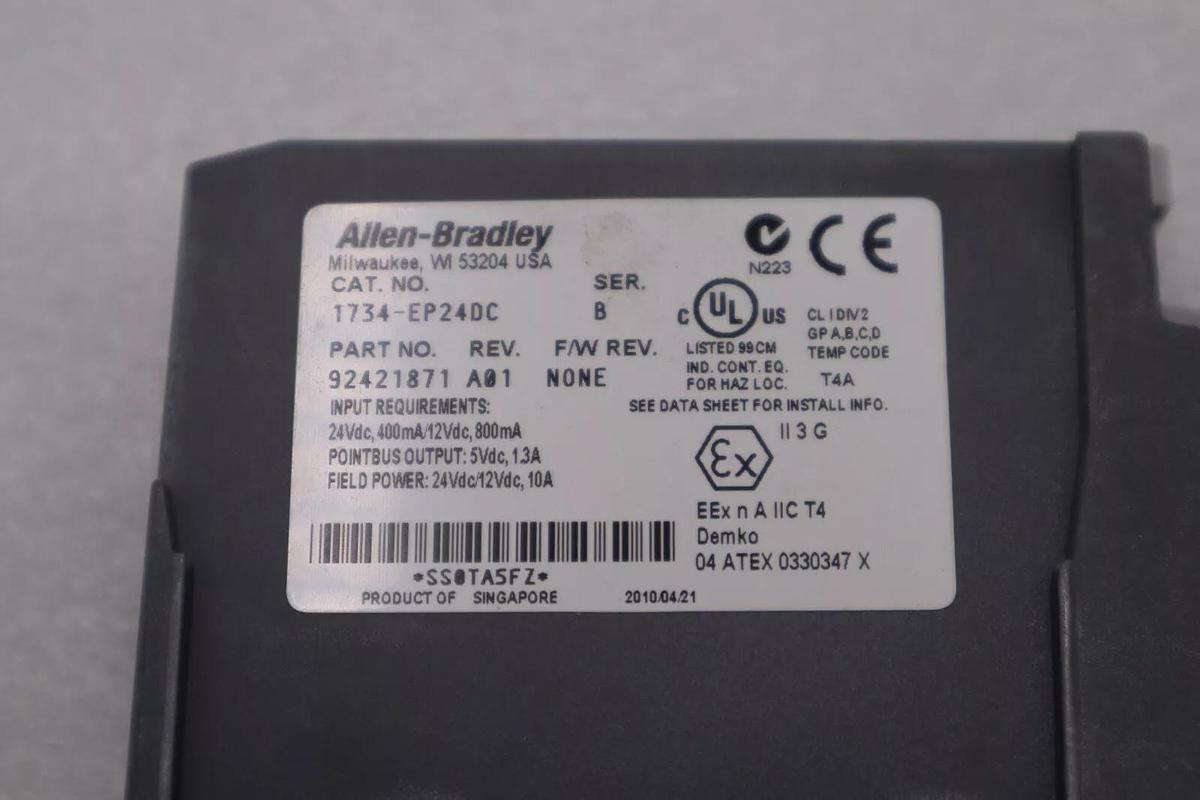 Allen-Bradley
Milwaukee, WI 53204 USA
CAT. NO. SER.
1734-EP24DC B
PART NO. REV. F/W REV.
92421871 A01 NONE
INPUT REQUIREMENTS:
24Vdc, 400mA/12Vdc, 800mA
POINTBUS OUTPUT: 5Vdc, 1.3A
FIELD POWER: 24Vdc/12Vdc, 10A
*SS0TA5FZ*
PRODUCT OF SINGAPORE 2010/04/21
N223
CE
C UL US
LISTED 99CM
IND. CONT. EQ.
FOR HAZ LOC.
CL I DIV2
GP A,B,C,D
TEMP CODE
T4A
SEE DATA SHEET FOR INSTALL INFO.
Ex II 3 G
EEx n A IIC T4
Demko
04 ATEX 0330347 X